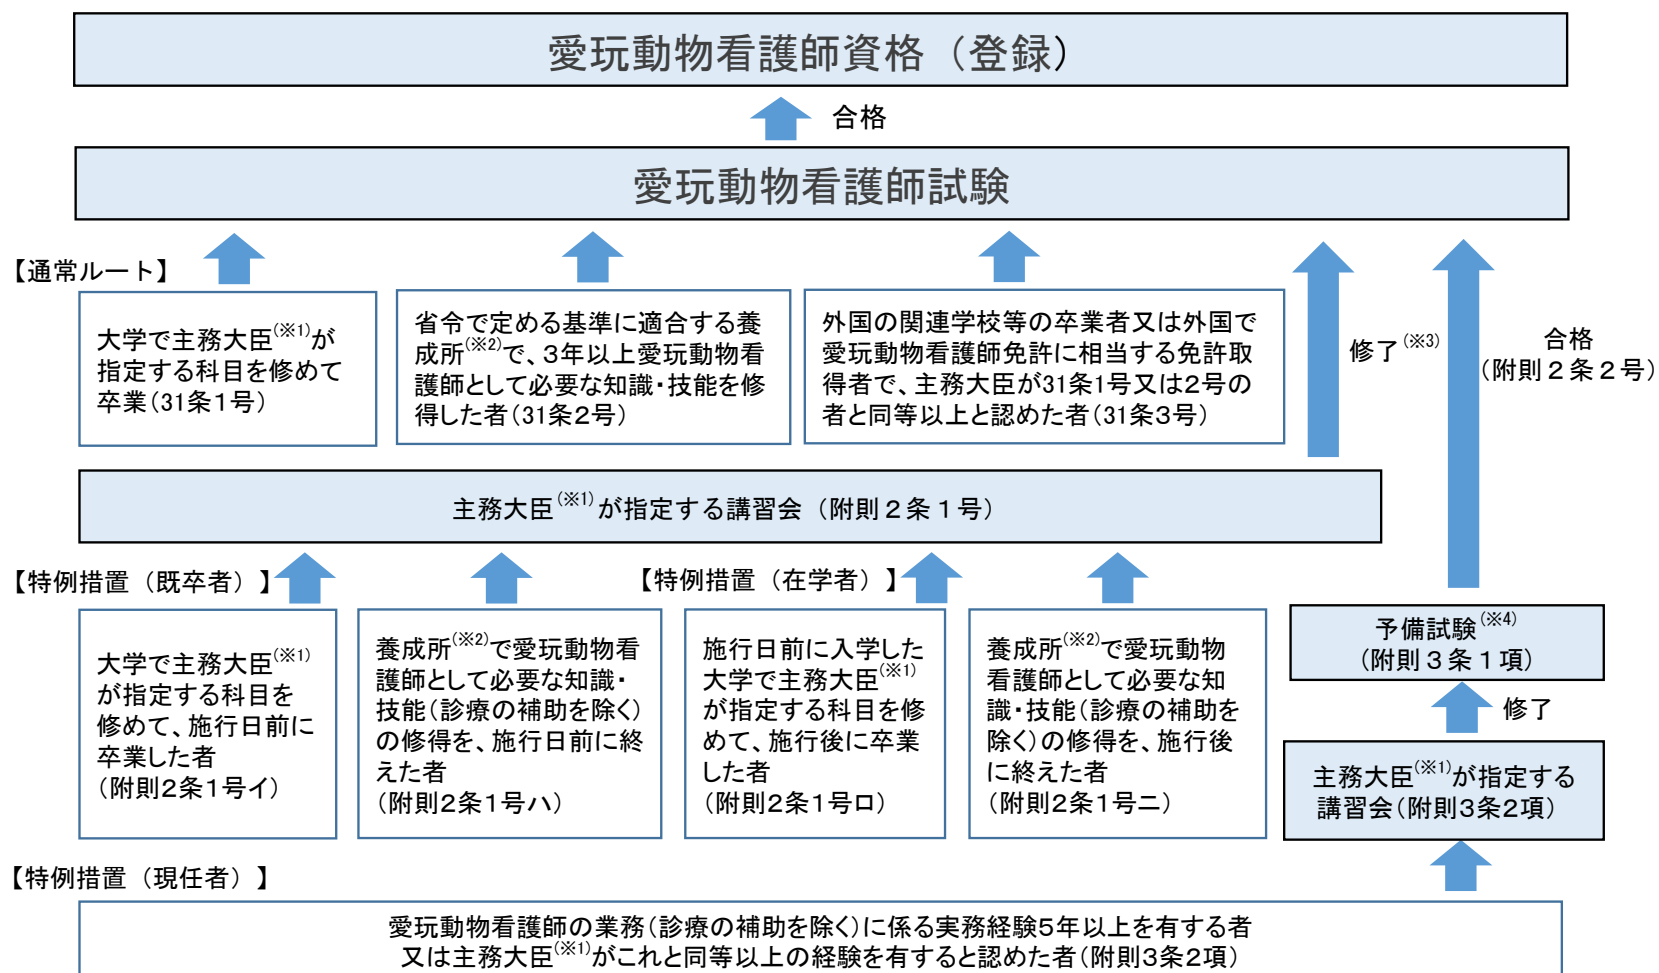 愛玩動物看護師資格（登録）
合格
愛玩動物看護師試験
【通常ルート】
大学で主務大臣(※1)が
指定する科目を修めて
卒業(31条１号)
省令で定める基準に適合する養
成所(※2)で、３年以上愛玩動物看
護師として必要な知識・技能を修
得した者(31条２号)
外国の関連学校等の卒業者又は外国で
愛玩動物看護師免許に相当する免許取
得者で、主務大臣が31条1号又は２号の
者と同等以上と認めた者(31条３号)
修了(※3)
合格
(附則２条２号)
主務大臣(※1)が指定する講習会（附則２条１号）
【特例措置（既卒者）】
【特例措置（在学者）】
大学で主務大臣(※1)
が指定する科目を
修めて、施行日前に
卒業した者
(附則２条１号イ)
養成所(※2)で愛玩動物看
護師として必要な知識・
技能(診療の補助を除く)
の修得を、施行日前に終
えた者
(附則２条１号ハ)
施行日前に入学した
大学で主務大臣(※1)
が指定する科目を修
めて、施行後に卒業
した者
(附則２条１号ロ)
養成所(※2)で愛玩動物
看護師として必要な知
識・技能(診療の補助を
除く)の修得を、施行後
に終えた者
(附則２条１号ニ)
予備試験(※4)
(附則３条１項)
修了
主務大臣(※1)が指定する
講習会(附則３条２項)
【特例措置（現任者）】
愛玩動物看護師の業務(診療の補助を除く)に係る実務経験５年以上を有する者
又は主務大臣(※1)がこれと同等以上の経験を有すると認めた者(附則３条２項)